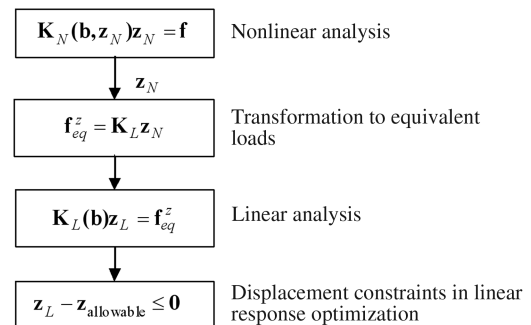 K_N(b,z_N)z_N = f Nonlinear analysis
z_N
f_eq^z = K_L z_N Transformation to equivalent
loads
K_L(b)z_L = f_eq^z Linear analysis
z_L − z_allowable ≤ 0 Displacement constraints in linear
response optimization